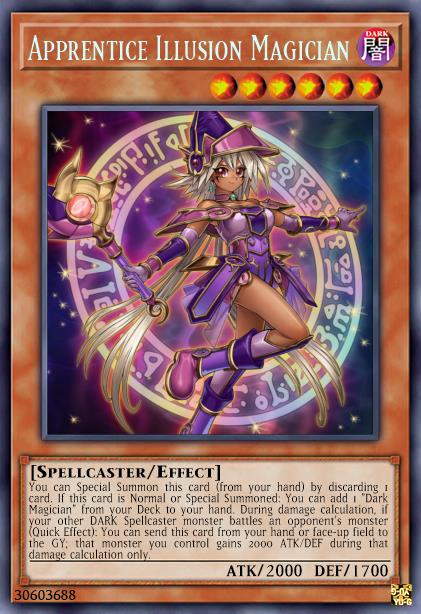 APPRENTICE ILLUSION MAGICIAN
DARK
闇
[SPELLCASTER/EFFECT]
You can Special Summon this card (from your hand) by discarding 1
card. If this card is Normal or Special Summoned: You can add 1 "Dark
Magician" from your Deck to your hand. During damage calculation, if
your other DARK Spellcaster monster battles an opponent's monster
(Quick Effect): You can send this card from your hand or face-up field to
the GY; that monster you control gains 2000 ATK/DEF during that
damage calculation only.
ATK/2000 DEF/1700
30603688